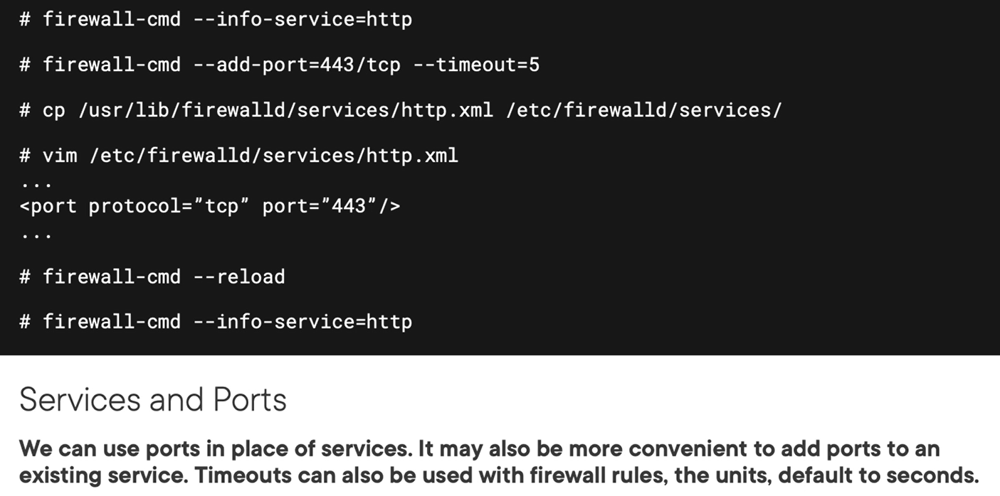 # firewall-cmd --info-service=http
# firewall-cmd --add-port=443/tcp --timeout=5
# cp /usr/lib/firewalld/services/http.xml /etc/firewalld/services/
# vim /etc/firewalld/services/http.xml
...
<port protocol=”tcp” port=”443”/>
...
# firewall-cmd --reload
# firewall-cmd --info-service=http
Services and Ports
We can use ports in place of services. It may also be more convenient to add ports to an
existing service. Timeouts can also be used with firewall rules, the units, default to seconds.